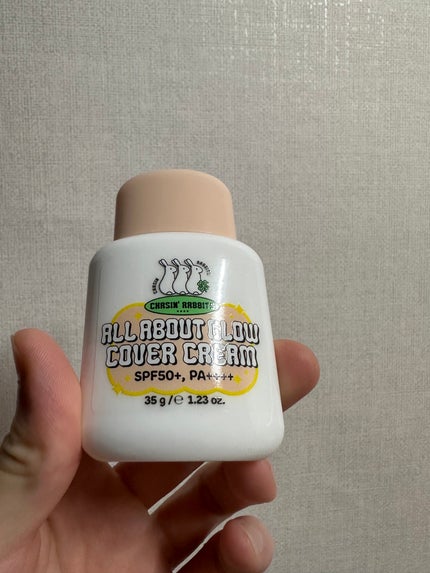 CHASIN' RABBITS
ALL ABOUT GLOW
COVER CREAM
SPF50+, PA++++
35 g / ℮ 1.23 oz.